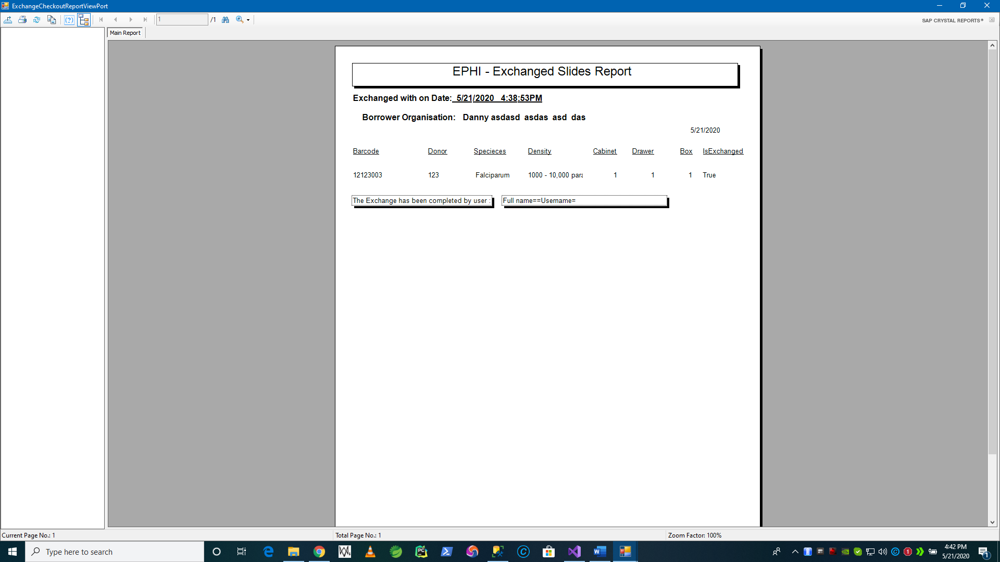 ExchangeCheckoutReportViewPort
1 /1
SAP CRYSTAL REPORTS®
Main Report
EPHI - Exchanged Slides Report
Exchanged with on Date: 5/21/2020 4:38:53PM
Borrower Organisation: Danny asdasd asdas asd das
5/21/2020
Barcode Donor Specieces Density Cabinet Drawer Box IsExchanged
12123003 123 Falciparum 1000 - 10,000 para 1 1 1 True
The Exchange has been completed by user : Full name==Username=
Current Page No.: 1 Total Page No.: 1 Zoom Factor: 100%
Type here to search
4:42 PM
5/21/2020